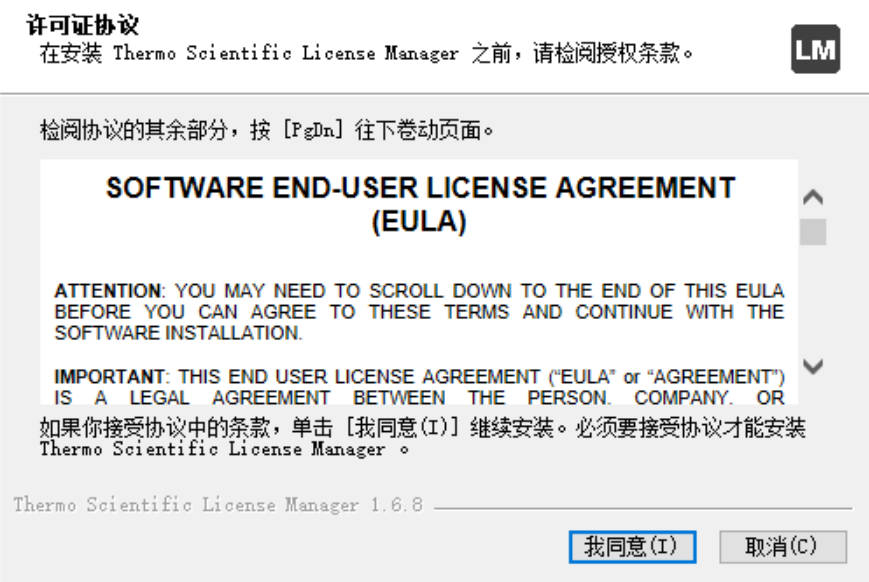 许可证协议
在安装 Thermo Scientific License Manager 之前，请检阅授权条款。
LM
检阅协议的其余部分，按 [PgDn] 往下卷动页面。
SOFTWARE END-USER LICENSE AGREEMENT
(EULA)
ATTENTION: YOU MAY NEED TO SCROLL DOWN TO THE END OF THIS EULA
BEFORE YOU CAN AGREE TO THESE TERMS AND CONTINUE WITH THE
SOFTWARE INSTALLATION.
IMPORTANT: THIS END USER LICENSE AGREEMENT (“EULA” or “AGREEMENT”)
IS A LEGAL AGREEMENT BETWEEN THE PERSON, COMPANY, OR
如果你接受协议中的条款，单击 [我同意(I)] 继续安装。必须要接受协议才能安装
Thermo Scientific License Manager 。
Thermo Scientific License Manager 1.6.8
我同意(I)
取消(C)